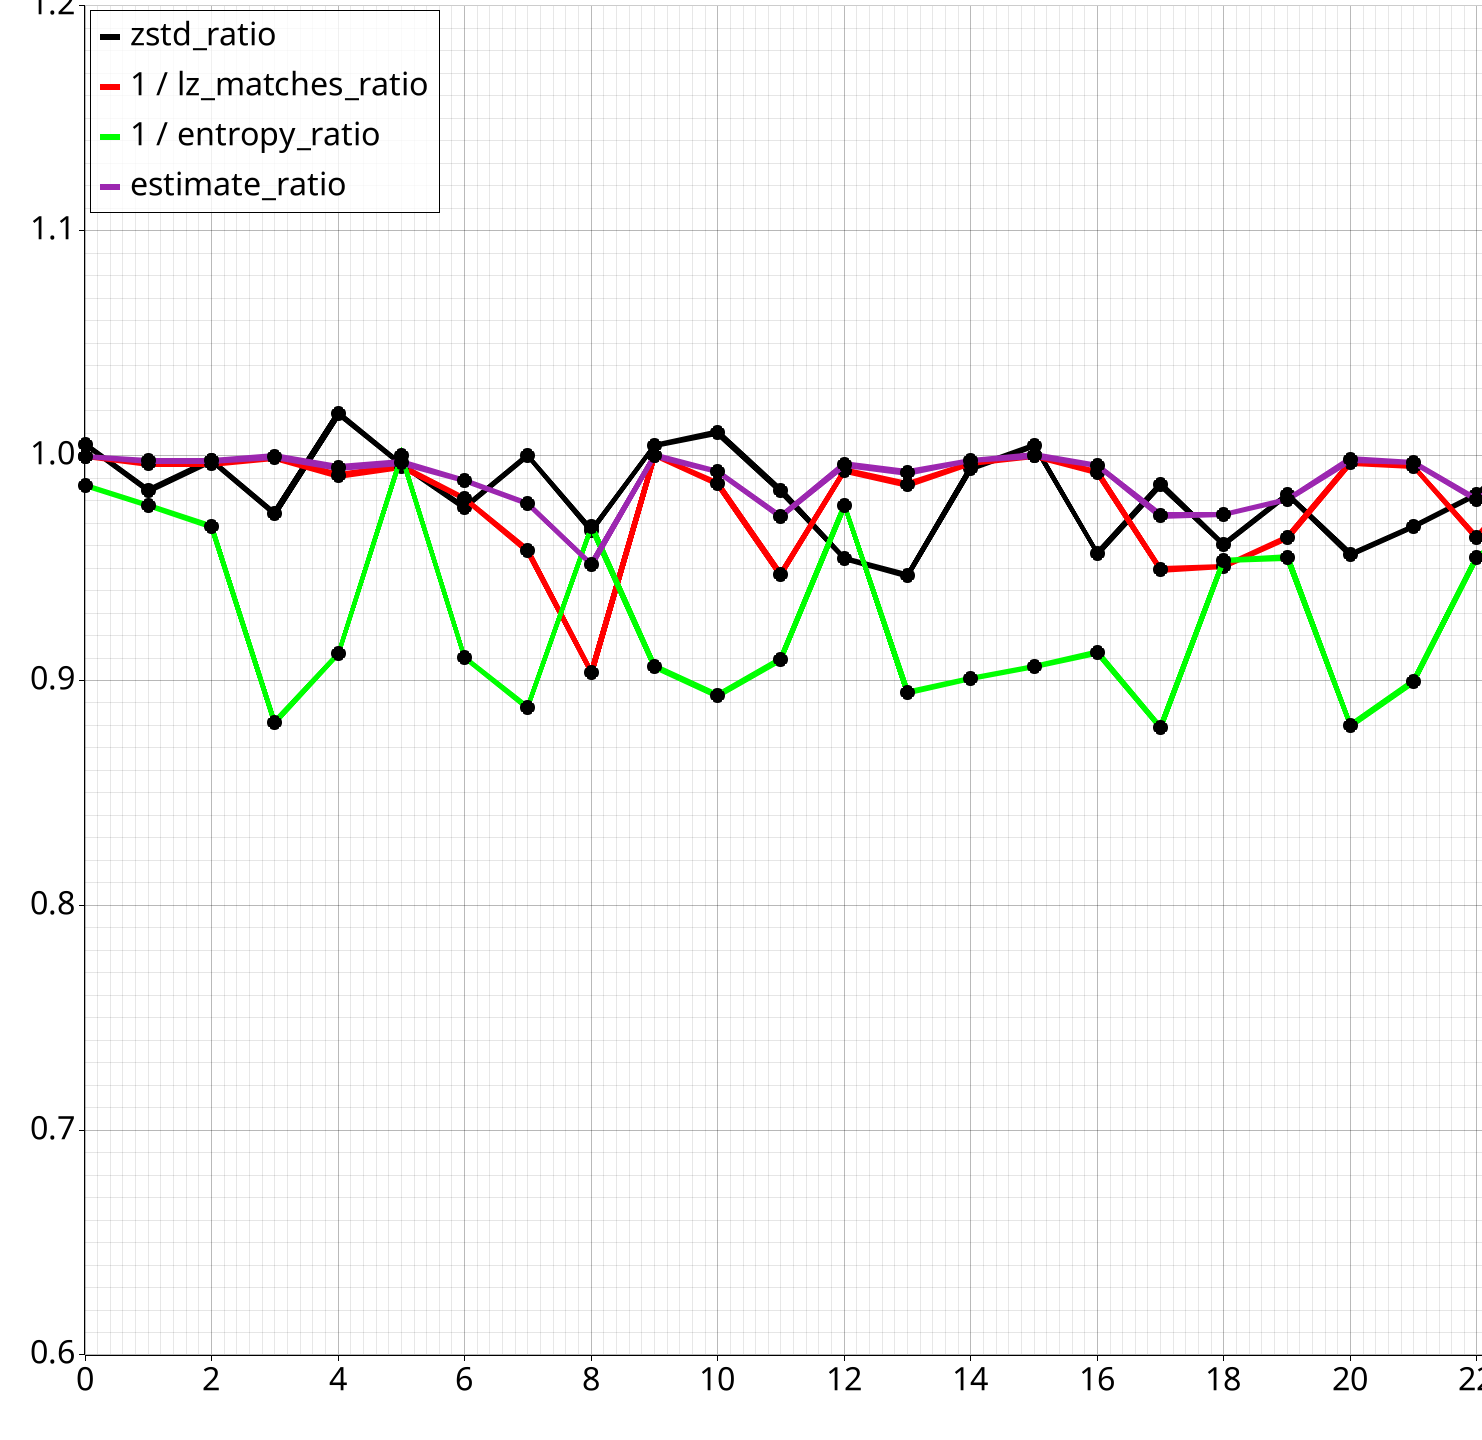 1.2
zstd_ratio
1 / lz_matches_ratio
1 / entropy_ratio
estimate_ratio
1.1
1.0
0.9
0.8
0.7
0.6
0 2 4 6 8 10 12 14 16 18 20 22